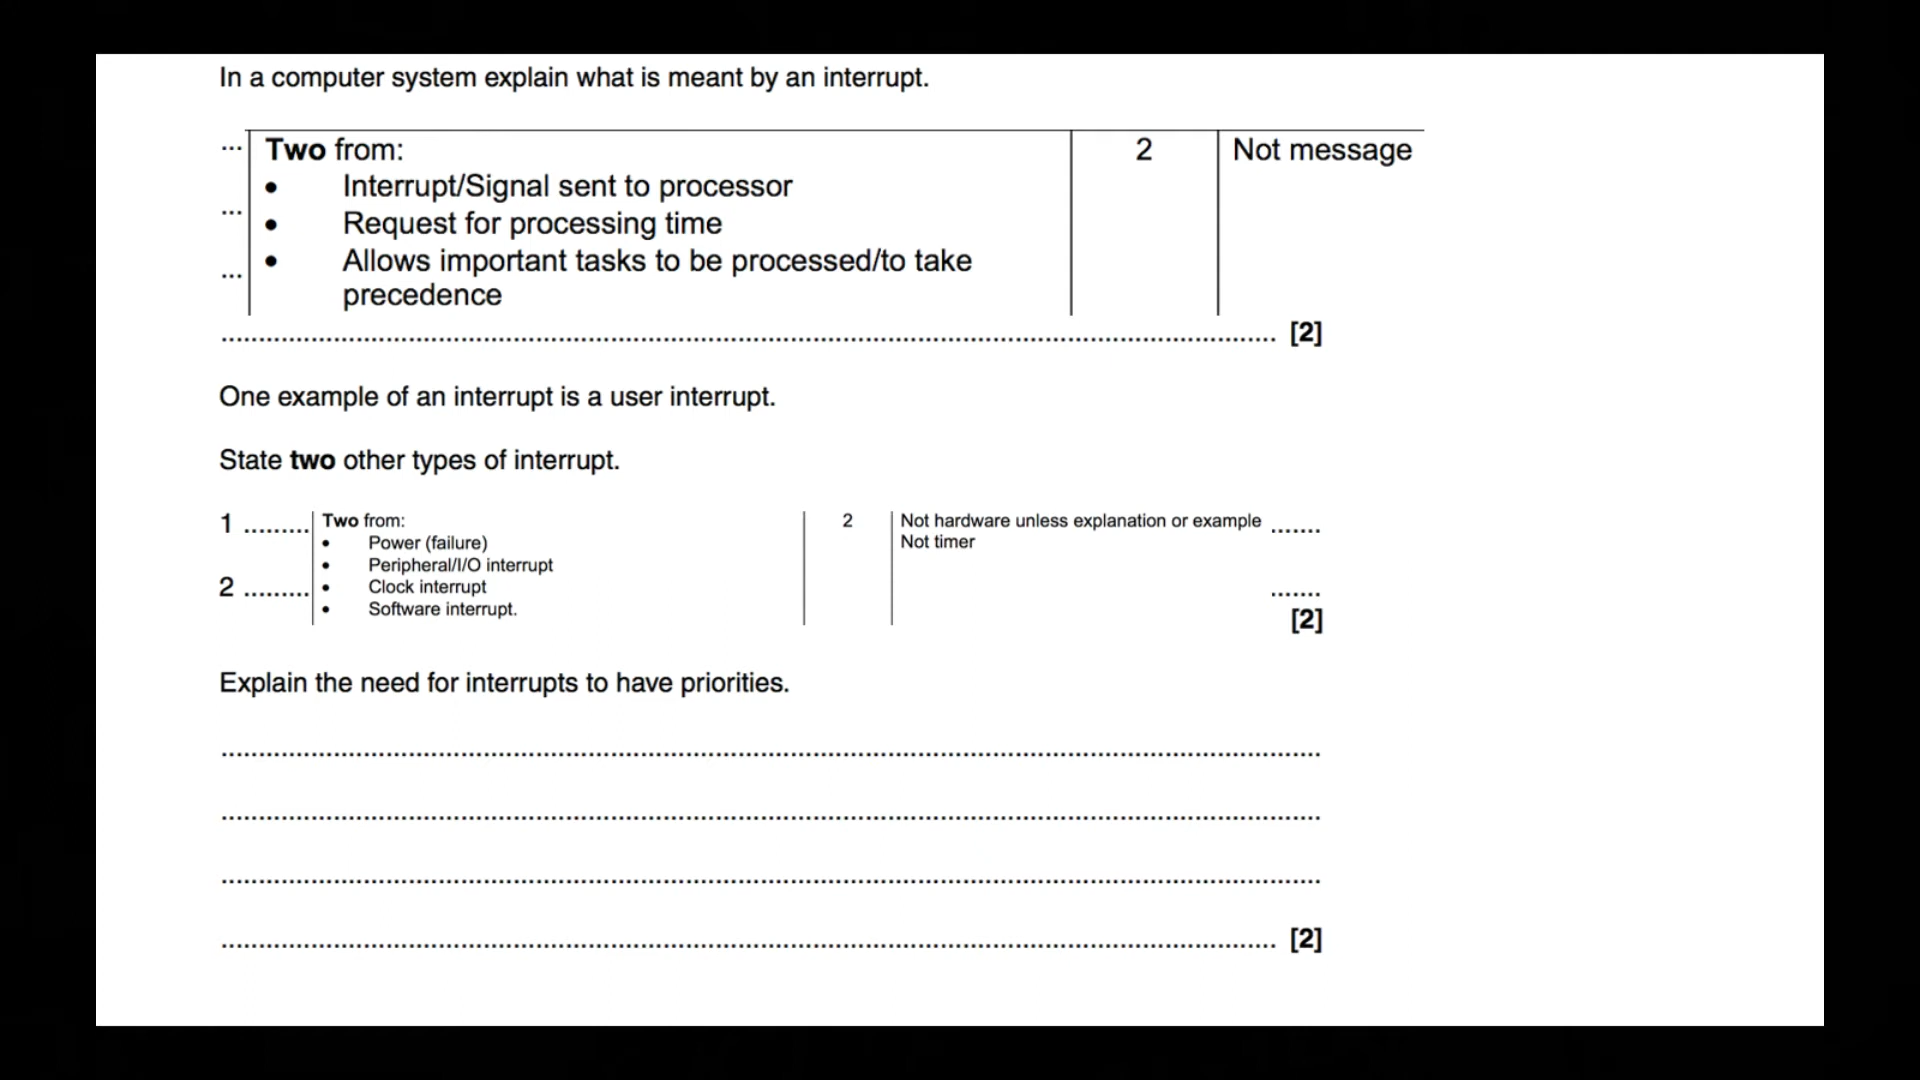 In a computer system explain what is meant by an interrupt.
... Two from: 2 Not message
• Interrupt/Signal sent to processor
... • Request for processing time
... • Allows important tasks to be processed/to take
precedence
.......................................................................................................................................... [2]
One example of an interrupt is a user interrupt.
State two other types of interrupt.
1 ......... Two from: 2 Not hardware unless explanation or example .......
• Power (failure) Not timer
• Peripheral/I/O interrupt
2 ......... • Clock interrupt .......
• Software interrupt.
[2]
Explain the need for interrupts to have priorities.
................................................................................................................................................
................................................................................................................................................
................................................................................................................................................
.......................................................................................................................................... [2]